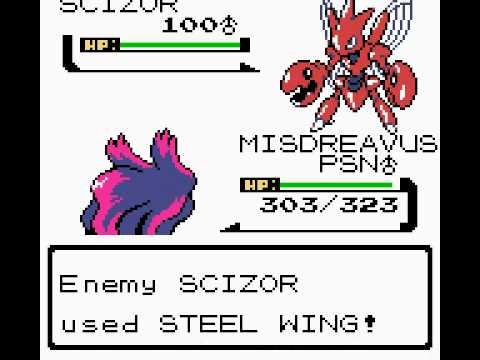 SCIZOR
100♂
HP:
MISDREAVUS
PSN♂
HP:
303/323
Enemy SCIZOR
used STEEL WING!